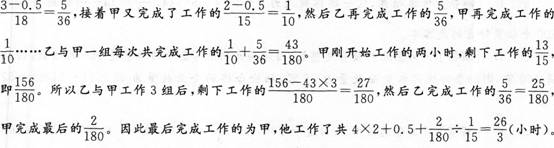 $\frac{3-0.5}{18}=\frac{5}{36}$,接着甲又完成了工作的$\frac{2-0.5}{15}=\frac{1}{10}$,然后乙再完成工作的$\frac{5}{36}$,甲再完成工作的
$\frac{1}{10}$……乙与甲一组每次共完成工作的$\frac{1}{10}+\frac{5}{36}=\frac{43}{180}$。甲刚开始工作的两小时,剩下工作的$\frac{13}{15}$,
即$\frac{156}{180}$。所以乙与甲工作 3 组后,剩下工作的$\frac{156-43×3}{180}=\frac{27}{180}$,然后乙完成工作的$\frac{5}{36}=\frac{25}{180}$,
甲完成最后的$\frac{2}{180}$。因此最后完成工作的为甲,他工作了共 $4×2+0.5+\frac{2}{180}÷\frac{1}{15}=\frac{26}{3}$(小时)。